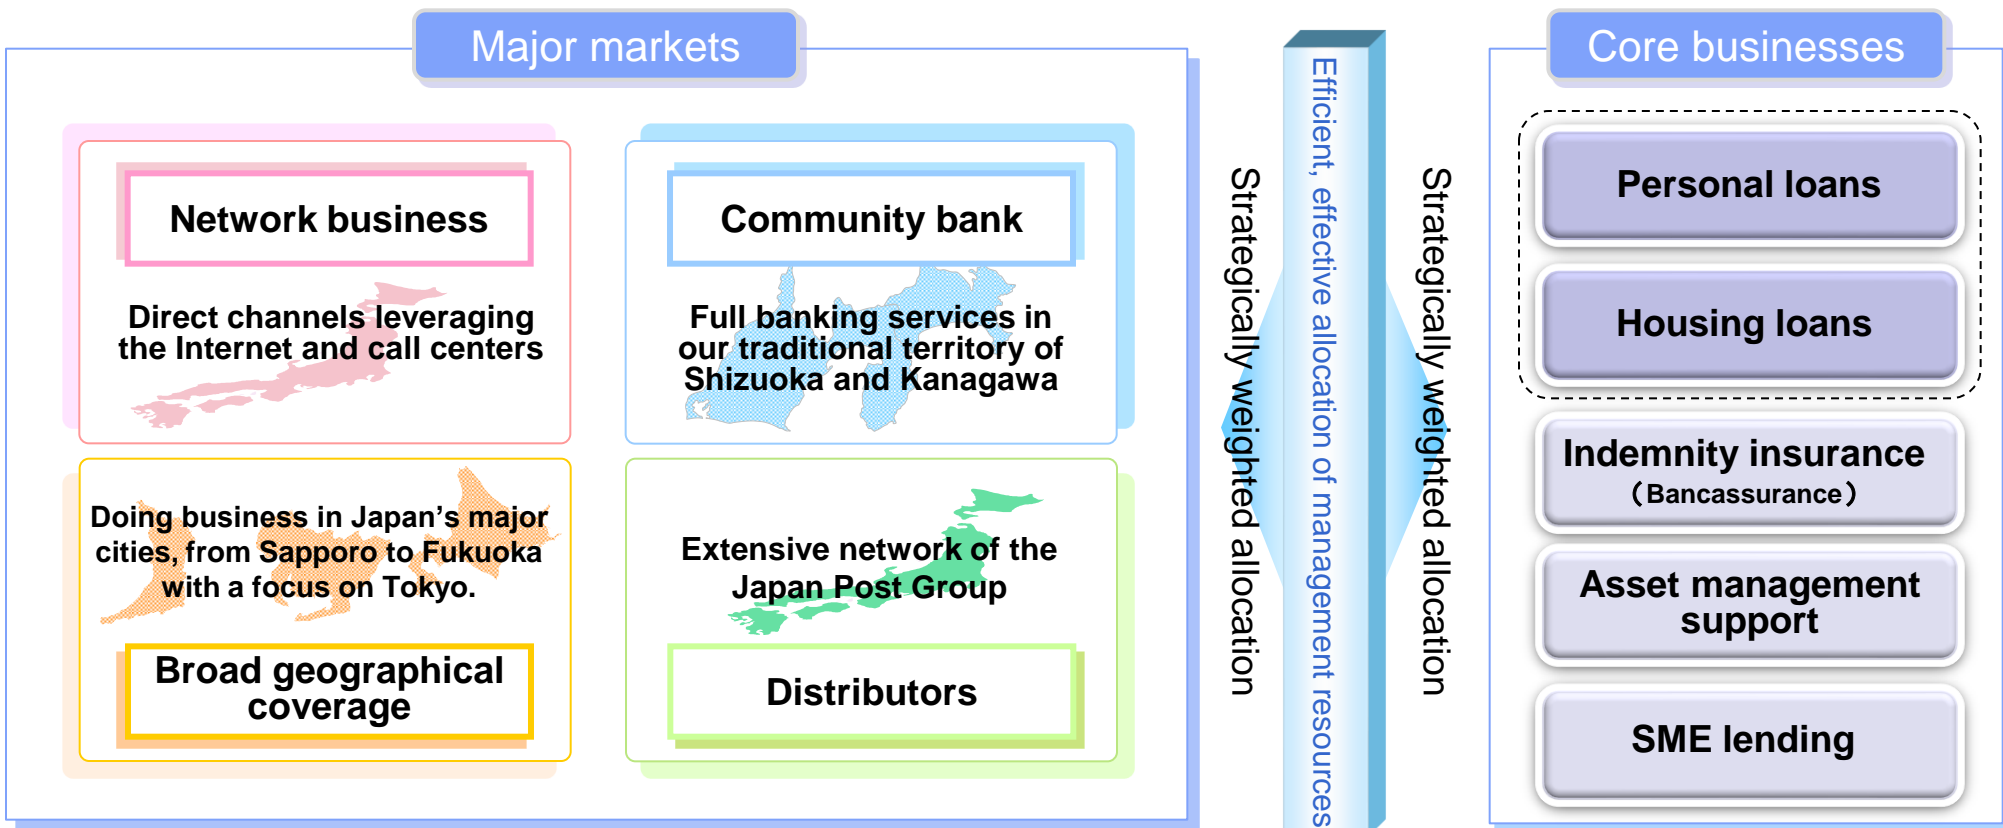 Major markets
Network business
Direct channels leveraging
the Internet and call centers
Community bank
Full banking services in
our traditional territory of
Shizuoka and Kanagawa
Doing business in Japan’s major
cities, from Sapporo to Fukuoka
with a focus on Tokyo.
Broad geographical
coverage
Extensive network of the
Japan Post Group
Distributors
Strategically weighted allocation
Efficient, effective allocation of management resources
Strategically weighted allocation
Core businesses
Personal loans
Housing loans
Indemnity insurance
（Bancassurance）
Asset management
support
SME lending